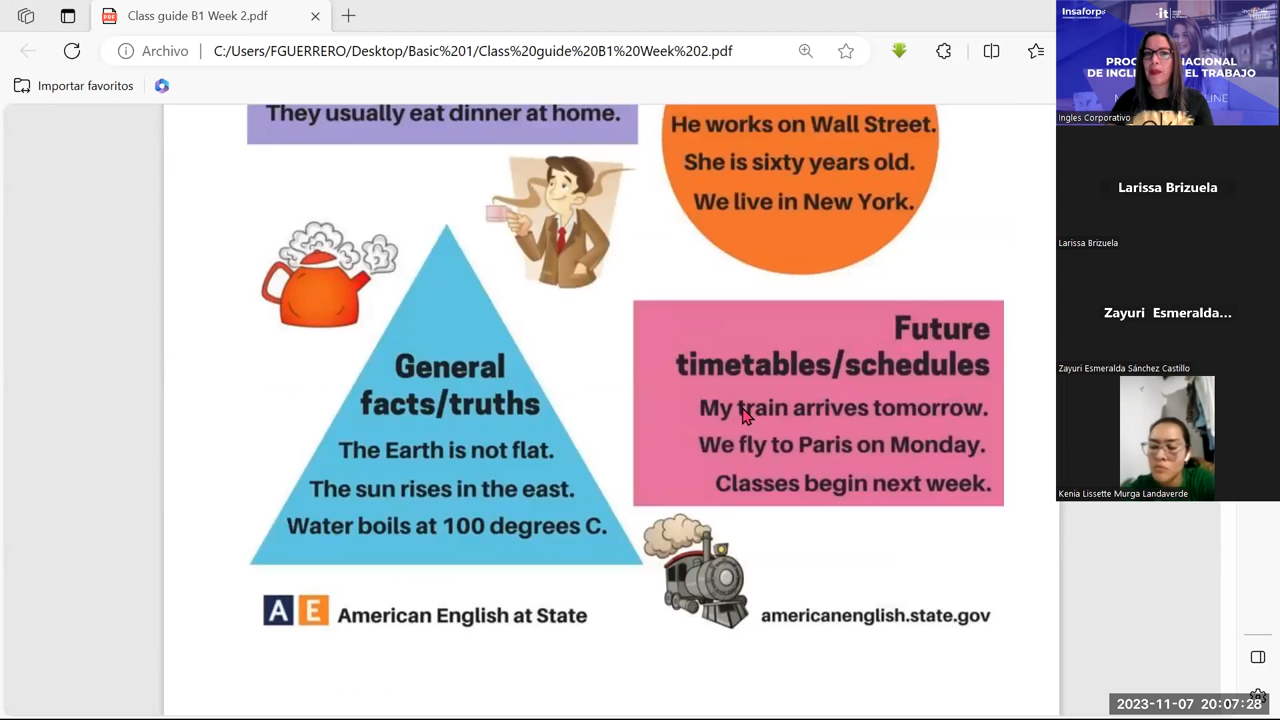 Class guide B1 Week 2.pdf
Archivo
C:/Users/FGUERRERO/Desktop/Basic%201/Class%20guide%20B1%20Week%202.pdf
Importar favoritos
They usually eat dinner at home.
He works on Wall Street.
She is sixty years old.
We live in New York.
General
facts/truths
The Earth is not flat.
The sun rises in the east.
Water boils at 100 degrees C.
Future
timetables/schedules
My train arrives tomorrow.
We fly to Paris on Monday.
Classes begin next week.
A E American English at State
americanenglish.state.gov
Insaforp
Ingles Corporativo
Larissa Brizuela
Larissa Brizuela
Zayuri Esmeralda...
Zayuri Esmeralda Sánchez Castillo
Kenia Lissette Murga Landaverde
2023-11-07 20:07:28